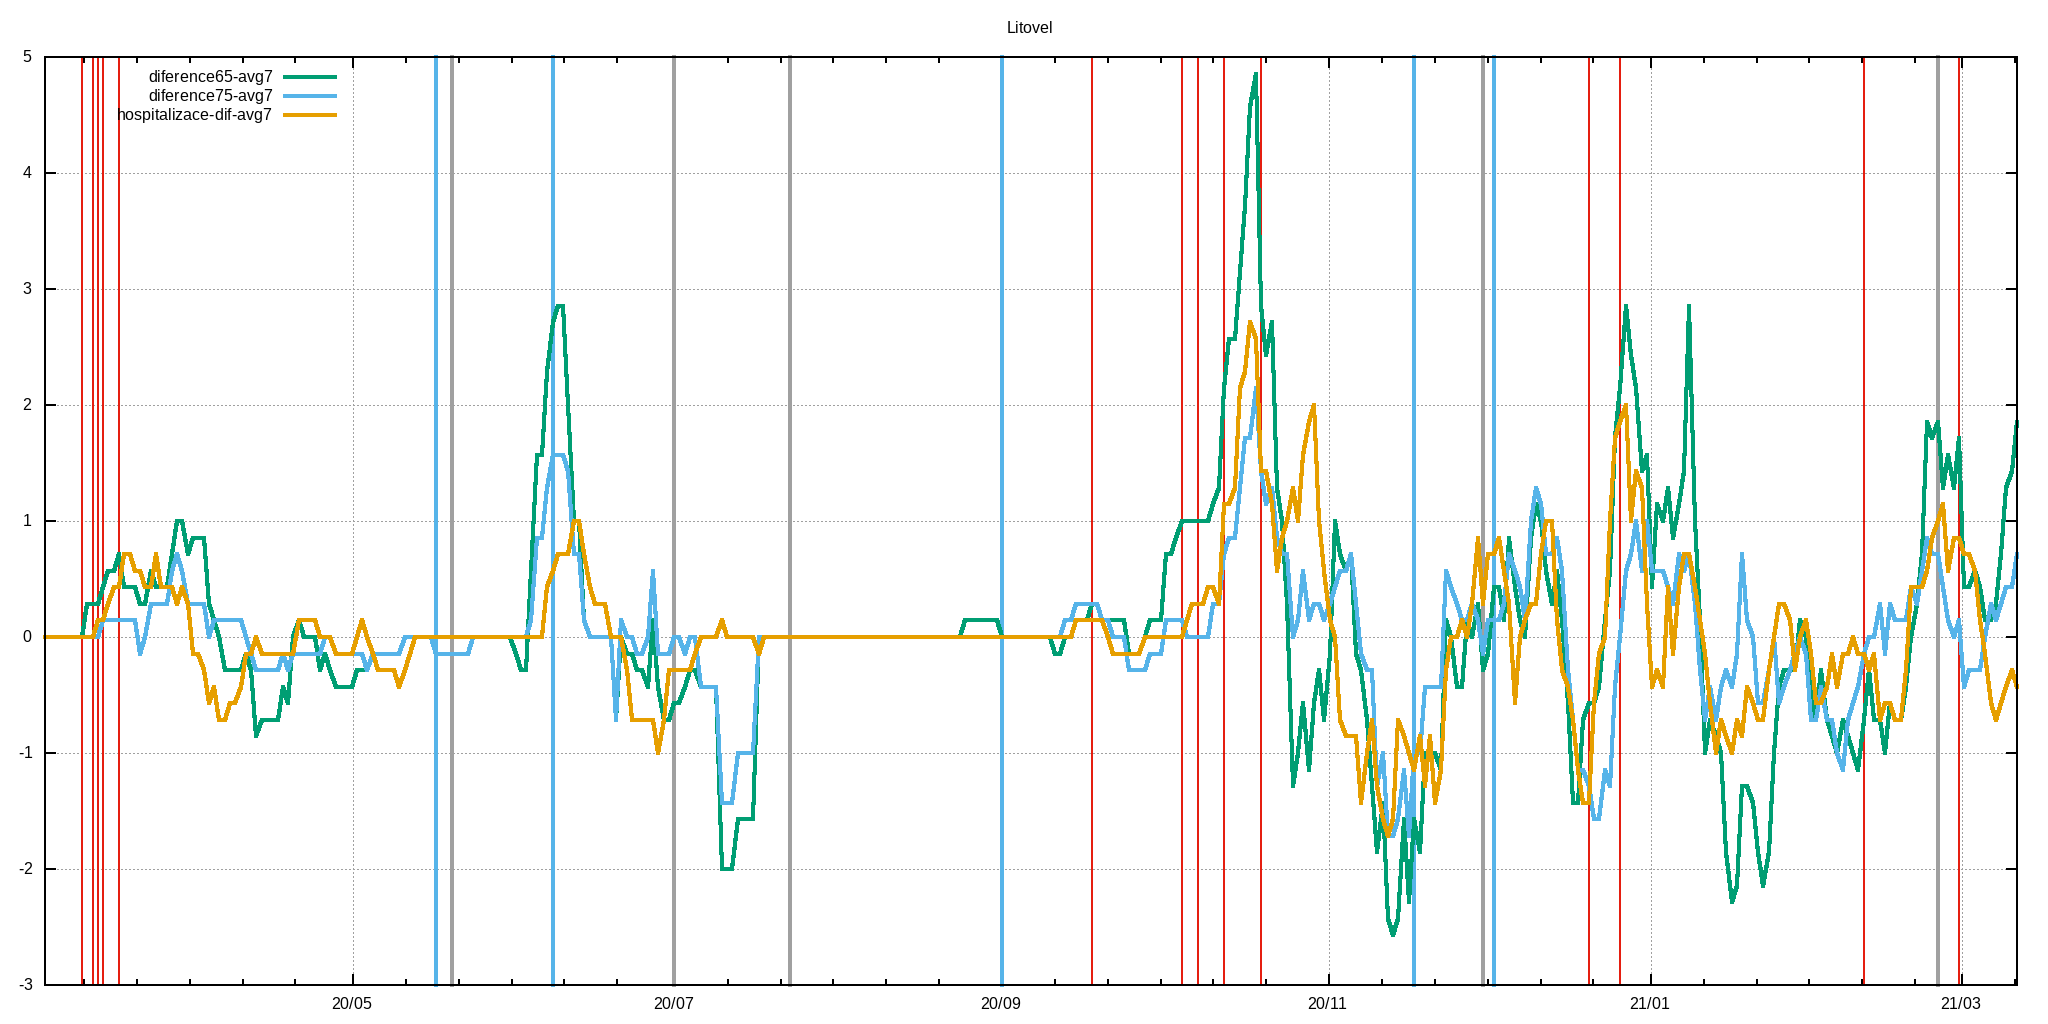 Litovel
diference65-avg7
diference75-avg7
hospitalizace-dif-avg7
5
4
3
2
1
0
-1
-2
-3
20/05 20/07 20/09 20/11 21/01 21/03